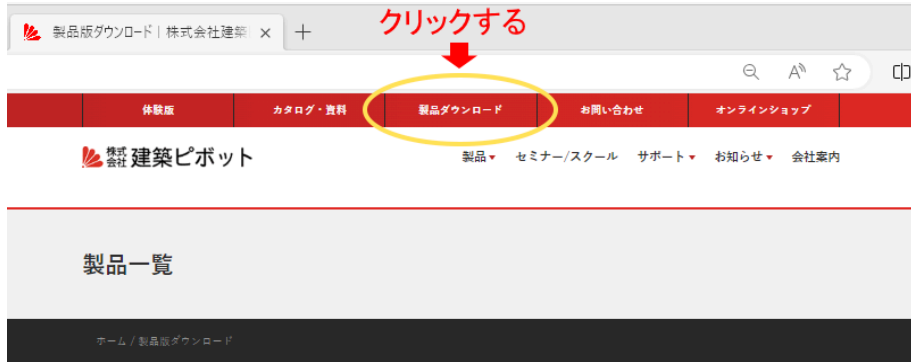 クリックする
製品版ダウンロード | 株式会社建築
体験版
カタログ・資料
製品ダウンロード
お問い合わせ
オンラインショップ
株式会社 建築ピボット
製品▼ セミナー/スクール サポート▼ お知らせ▼ 会社案内
製品一覧
ホーム / 製品版ダウンロード